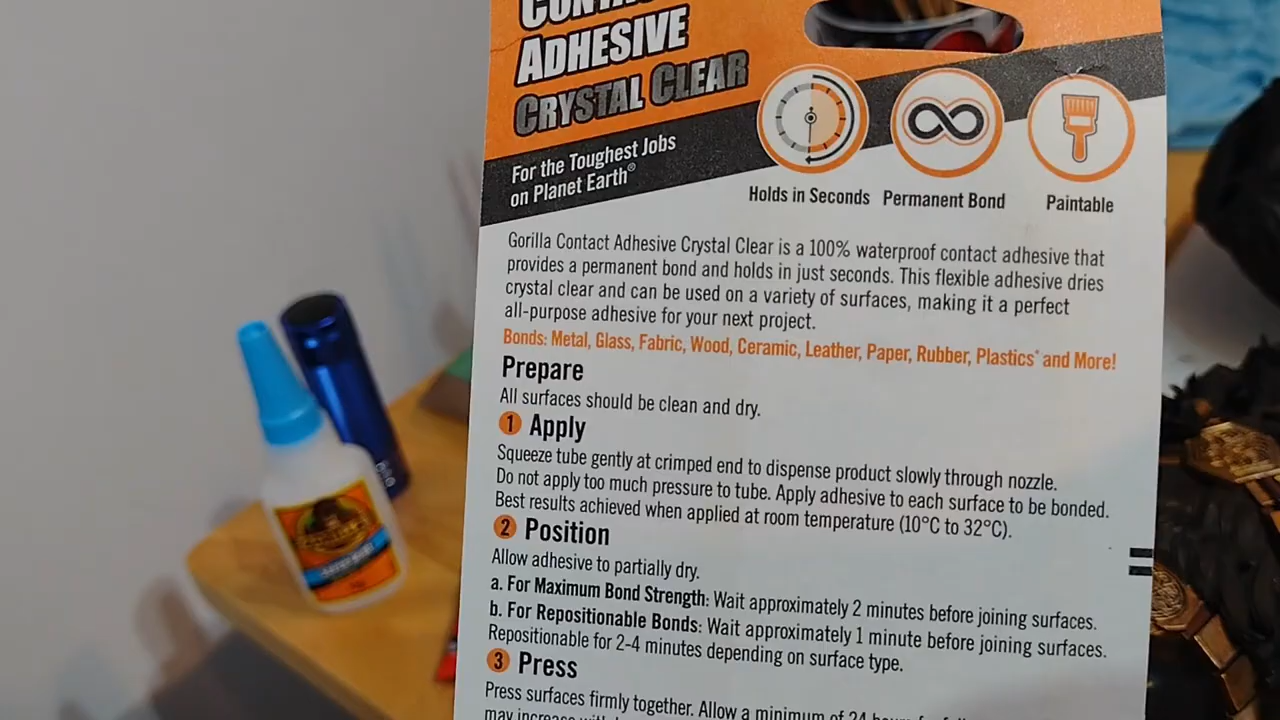 ADHESIVE
CRYSTAL CLEAR
For the Toughest Jobs
on Planet Earth®
Holds in Seconds Permanent Bond Paintable
Gorilla Contact Adhesive Crystal Clear is a 100% waterproof contact adhesive that
provides a permanent bond and holds in just seconds. This flexible adhesive dries
crystal clear and can be used on a variety of surfaces, making it a perfect
all-purpose adhesive for your next project.
Bonds: Metal, Glass, Fabric, Wood, Ceramic, Leather, Paper, Rubber, Plastics* and More!
Prepare
All surfaces should be clean and dry.
1 Apply
Squeeze tube gently at crimped end to dispense product slowly through nozzle.
Do not apply too much pressure to tube. Apply adhesive to each surface to be bonded.
Best results achieved when applied at room temperature (10°C to 32°C).
2 Position
Allow adhesive to partially dry.
a. For Maximum Bond Strength: Wait approximately 2 minutes before joining surfaces.
b. For Repositionable Bonds: Wait approximately 1 minute before joining surfaces.
Repositionable for 2-4 minutes depending on surface type.
3 Press
Press surfaces firmly together. Allow a minimum of 24
may increase